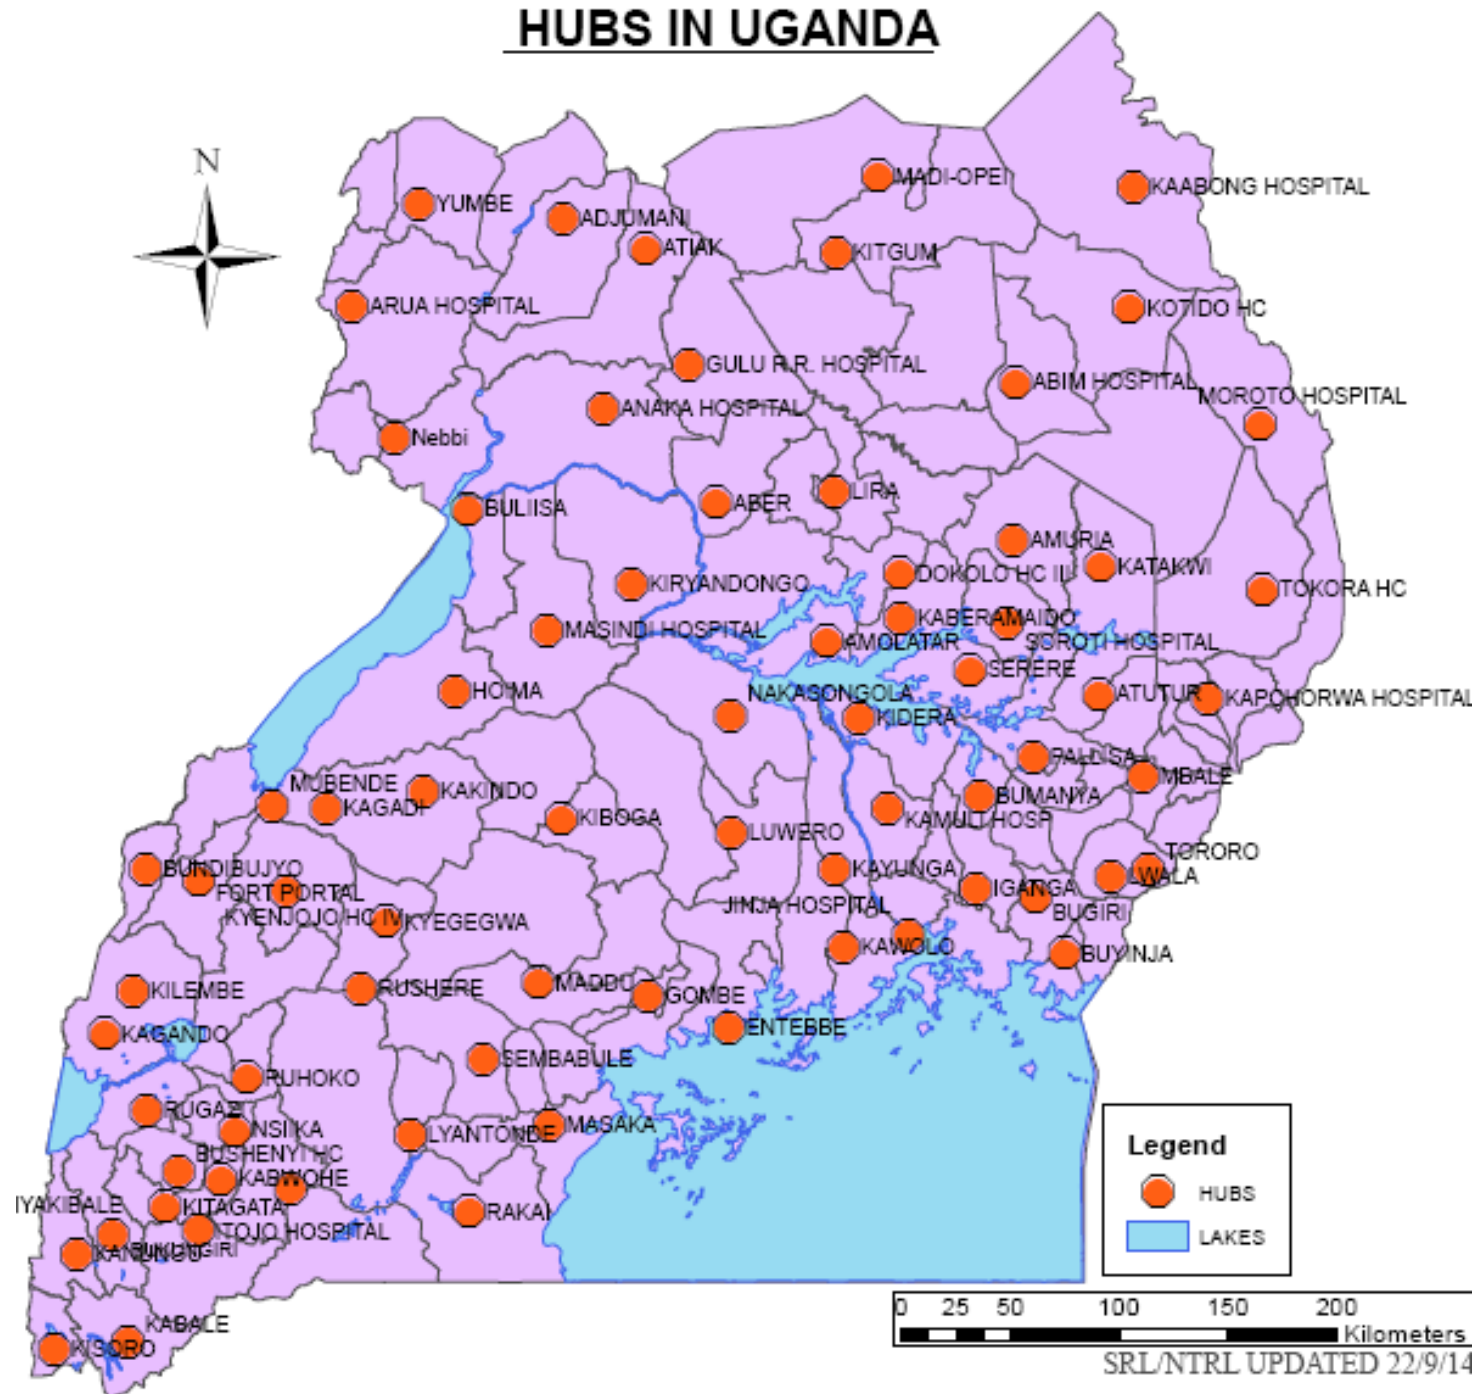 HUBS IN UGANDA
N
MADI-OPEI
KAABONG HOSPITAL
YUMBE
ADJUMANI
ATIAK
KITGUM
ARUA HOSPITAL
KOTIDO HC
GULU R.R. HOSPITAL
ABIM HOSPITAL
MOROTO HOSPITAL
ANAKA HOSPITAL
Nebbi
LIRA
ABER
BULIISA
AMURIA
KATAKWI
DOKOLO HC III
KIRYANDONGO
TOKORA HC
KABERAMAIDO
MASINDI HOSPITAL
AMOLATAR
SOROTI HOSPITAL
SERERE
HOIMA
NAKASONGOLA
ATUTUR
KAPCHORWA HOSPITAL
KIDERA
PALLISA
MBALE
MUBENDE
KAKINDO
KAGADI
BUMANYA
KIBOGA
KAMULI HOSP
LUWERO
TORORO
BUNDIBUJYO
KAYUNGA
LWALA
FORT PORTAL
IGANGA
JINJA HOSPITAL
BUGIRI
KYENJOJO HC IV
KYEGEGWA
KAWOLO
BUYINJA
KILEMBE
RUSHERE
MADDU
GOMBE
KAGANDO
ENTEBBE
SEMBABULE
RUHOKO
RUGAZI
NSIIKA
LYANTONDE
MASAKA
BUSHENYI HC
KABWOHE
IYAKIBALE
KITAGATA
RAKAI
ITOJO HOSPITAL
KABALE
KISORO
Legend
HUBS
LAKES
0 25 50 100 150 200
Kilometers
SRL/NTRL UPDATED 22/9/14